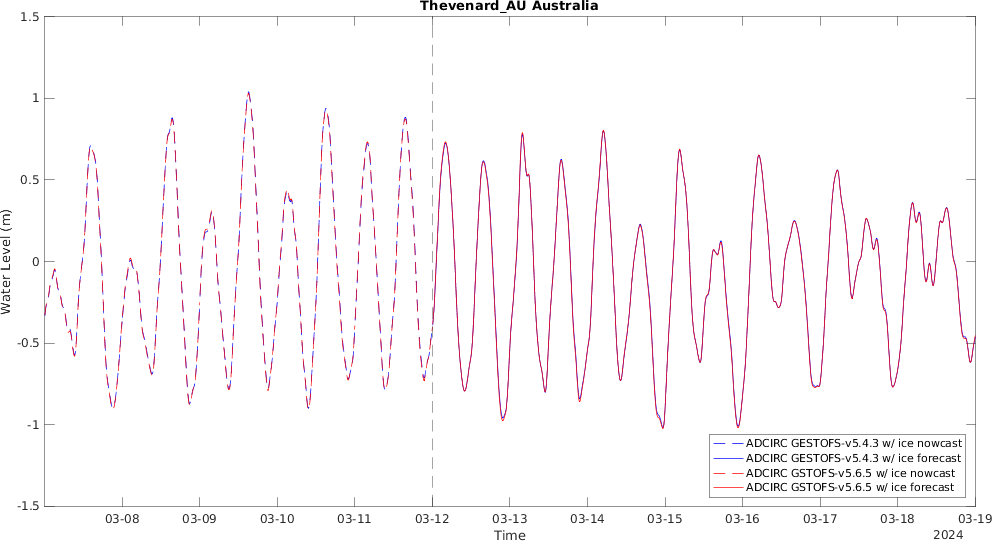 Thevenard_AU Australia
1.5
1
0.5
0
-0.5
-1
-1.5
Water Level (m)
03-08
03-09
03-10
03-11
03-12
03-13
03-14
03-15
03-16
03-17
03-18
03-19
Time
2024
ADCIRC GESTOFS-v5.4.3 w/ ice nowcast
ADCIRC GESTOFS-v5.4.3 w/ ice forecast
ADCIRC GSTOFS-v5.6.5 w/ ice nowcast
ADCIRC GSTOFS-v5.6.5 w/ ice forecast